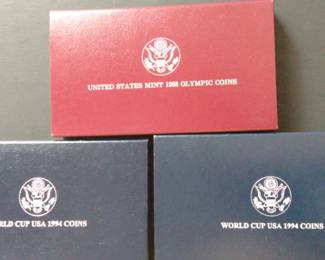 UNITED STATES MINT 1988 OLYMPIC COINS
RLD CUP USA 1994 COINS
WORLD CUP USA 1994 COINS